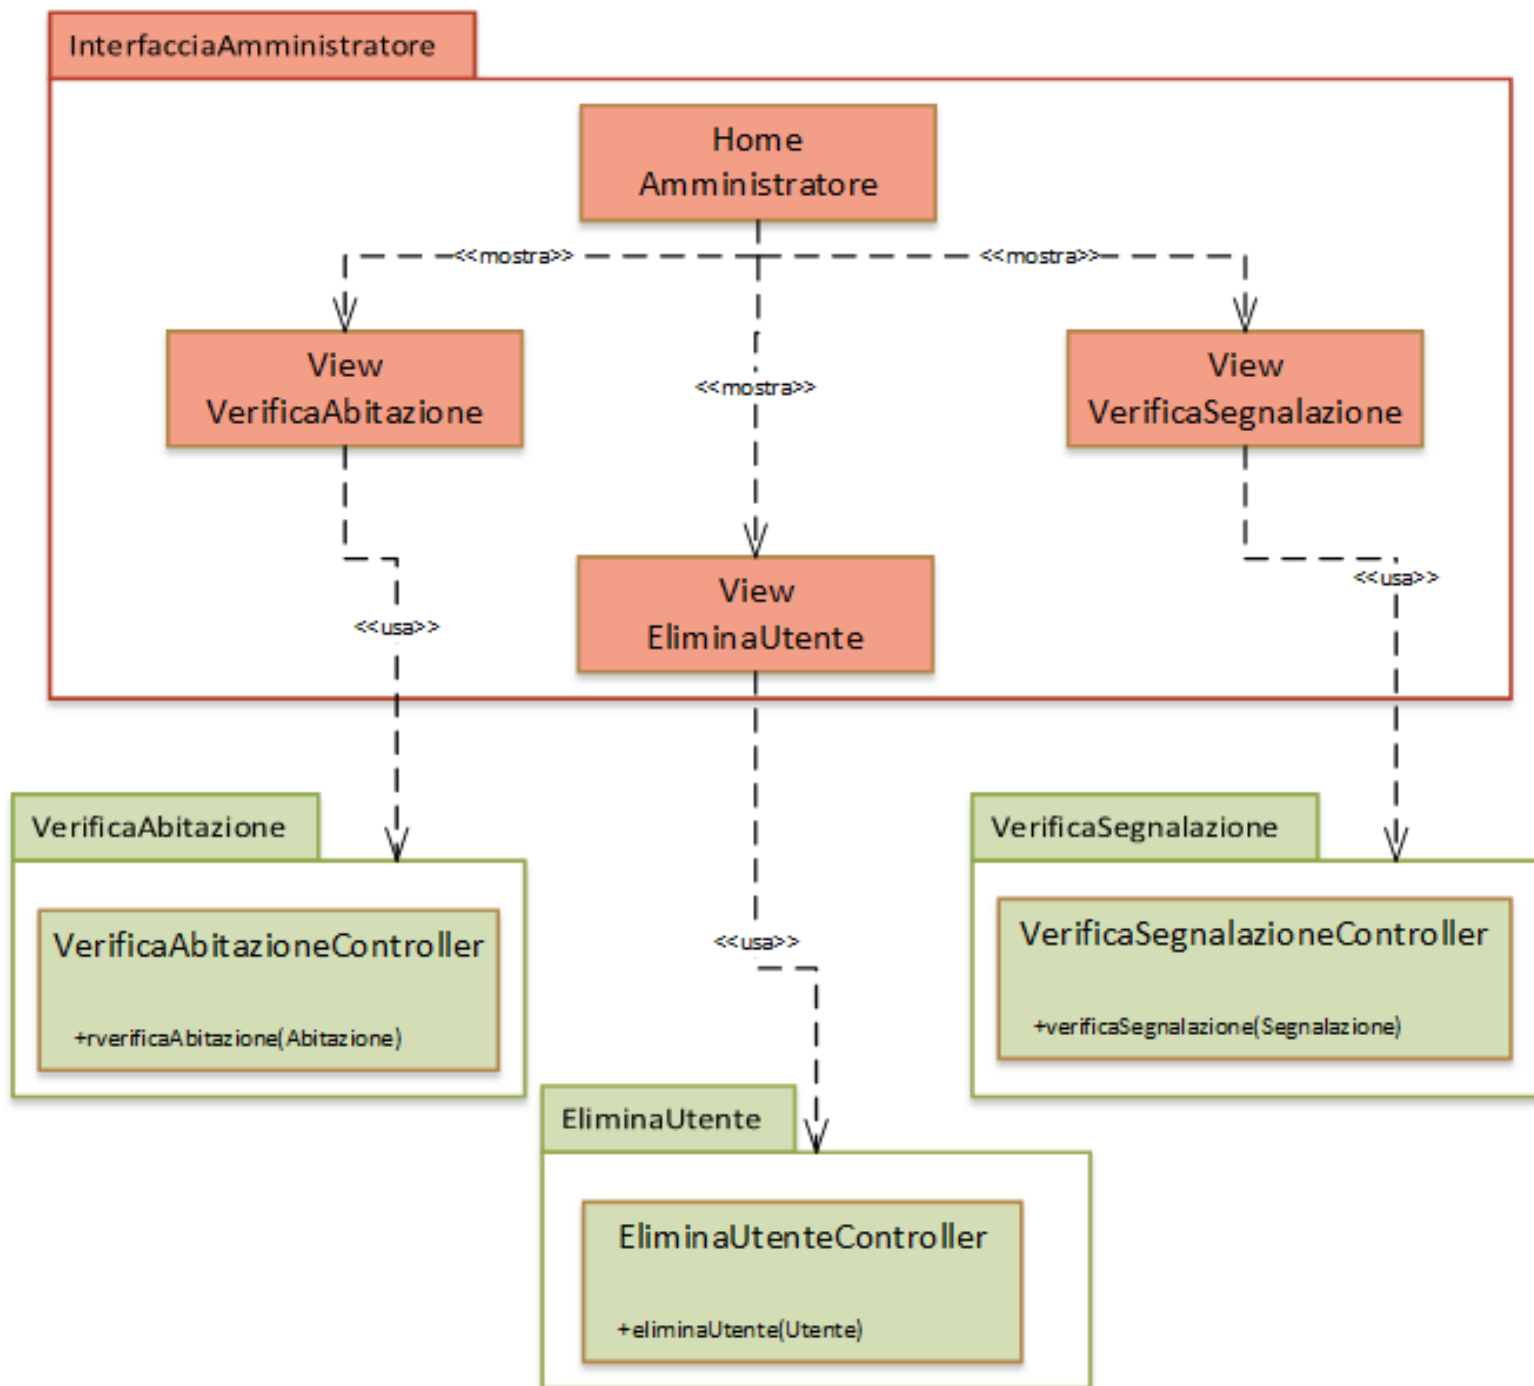 InterfacciaAmministratore
Home
Amministratore
<<mostra>>
<<mostra>>
View
VerificaAbitazione
<<mostra>>
View
VerificaSegnalazione
<<usa>>
View
EliminaUtente
<<usa>>
VerificaAbitazione
VerificaSegnalazione
VerificaAbitazioneController
+rverificaAbitazione(Abitazione)
<<usa>>
VerificaSegnalazioneController
+verificaSegnalazione(Segnalazione)
EliminaUtente
EliminaUtenteController
+eliminaUtente(Utente)